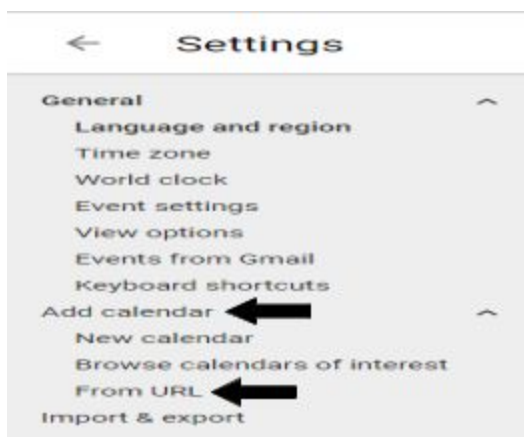 Settings
General
Language and region
Time zone
World clock
Event settings
View options
Events from Gmail
Keyboard shortcuts
Add calendar
New calendar
Browse calendars of interest
From URL
Import & export